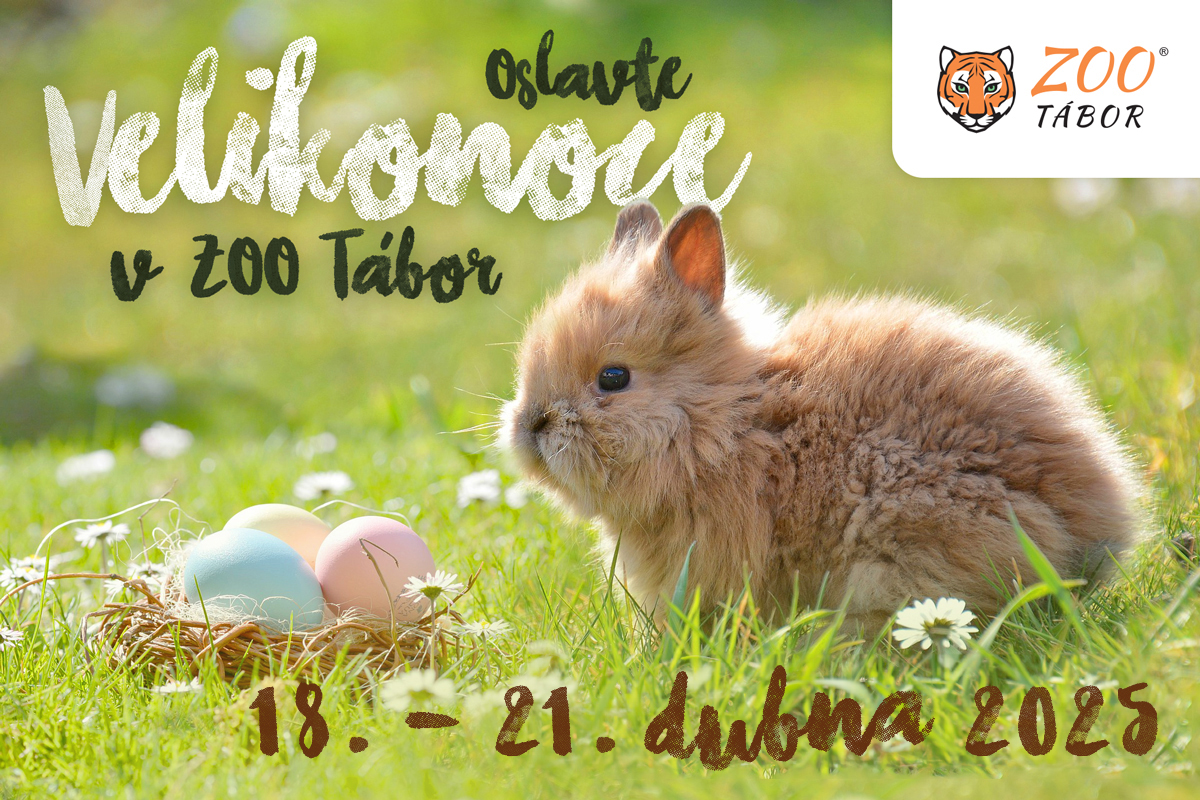 Oslavte
Velikonoce
v ZOO Tábor
ZOO®
TÁBOR
18. – 21. dubna 2025